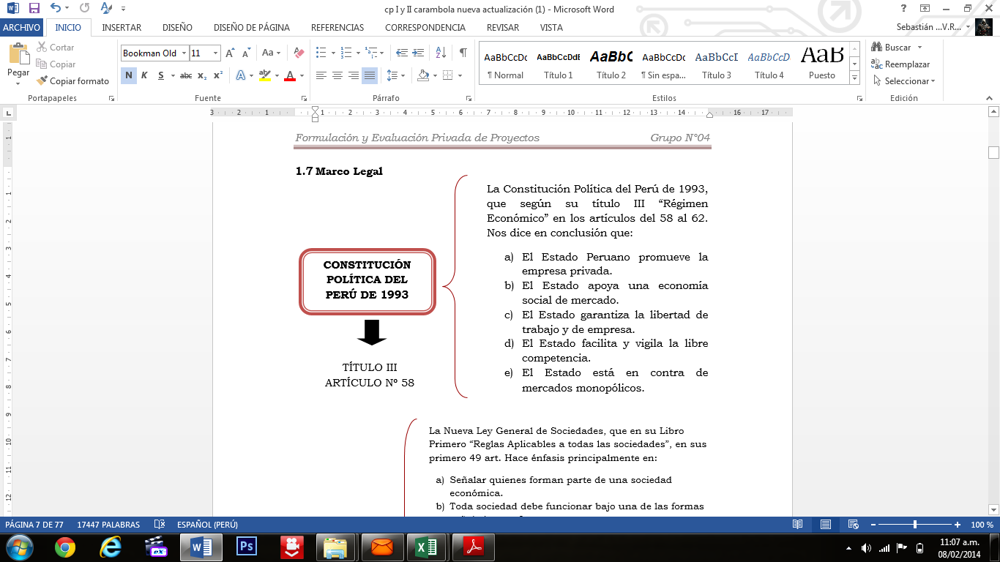 cp I y II carambola nueva actualización (1) - Microsoft Word
ARCHIVO INICIO INSERTAR DISEÑO DISEÑO DE PÁGINA REFERENCIAS CORRESPONDENCIA REVISAR VISTA
Sebastián ...V.R...
Pegar
Cortar
Copiar
Copiar formato
Portapapeles
Bookman Old 11
N K S abc x₂ x²
Fuente
Párrafo
AaBbCcDc AaBbCcDdE AaBbC AaBbCcDc AaBbCcI AaBbCcD AaB
¶ Normal Título 1 Título 2 ¶ Sin espa... Título 3 Título 4 Puesto
Estilos
Buscar
Reemplazar
Seleccionar
Edición
3 2 1 1 2 3 4 5 6 7 8 9 10 11 12 13 14 16 17
Formulación y Evaluación Privada de Proyectos Grupo N°04
1.7 Marco Legal
La Constitución Política del Perú de 1993,
que según su título III “Régimen
Económico” en los artículos del 58 al 62.
Nos dice en conclusión que:
a) El Estado Peruano promueve la
empresa privada.
b) El Estado apoya una economía
social de mercado.
c) El Estado garantiza la libertad de
trabajo y de empresa.
d) El Estado facilita y vigila la libre
competencia.
e) El Estado está en contra de
mercados monopólicos.
CONSTITUCIÓN
POLÍTICA DEL
PERÚ DE 1993
TÍTULO III
ARTÍCULO Nº 58
La Nueva Ley General de Sociedades, que en su Libro
Primero “Reglas Aplicables a todas las sociedades”, en sus
primero 49 art. Hace énfasis principalmente en:
a) Señalar quienes forman parte de una sociedad
económica.
b) Toda sociedad debe funcionar bajo una de las formas
PÁGINA 7 DE 77 17447 PALABRAS ESPAÑOL (PERÚ) 100 %
11:07 a.m.
08/02/2014